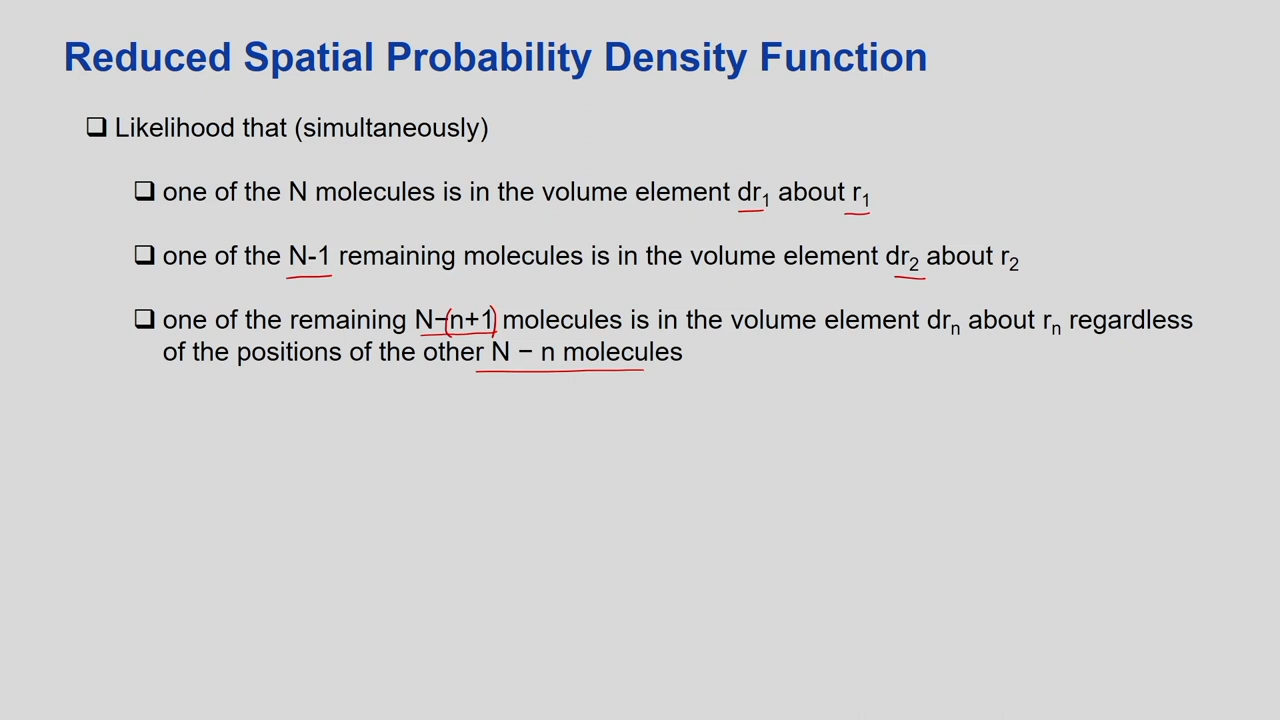 Reduced Spatial Probability Density Function
❑ Likelihood that (simultaneously)
❑ one of the N molecules is in the volume element dr₁ about r₁
❑ one of the N-1 remaining molecules is in the volume element dr₂ about r₂
❑ one of the remaining N−(n+1) molecules is in the volume element drₙ about rₙ regardless
of the positions of the other N − n molecules